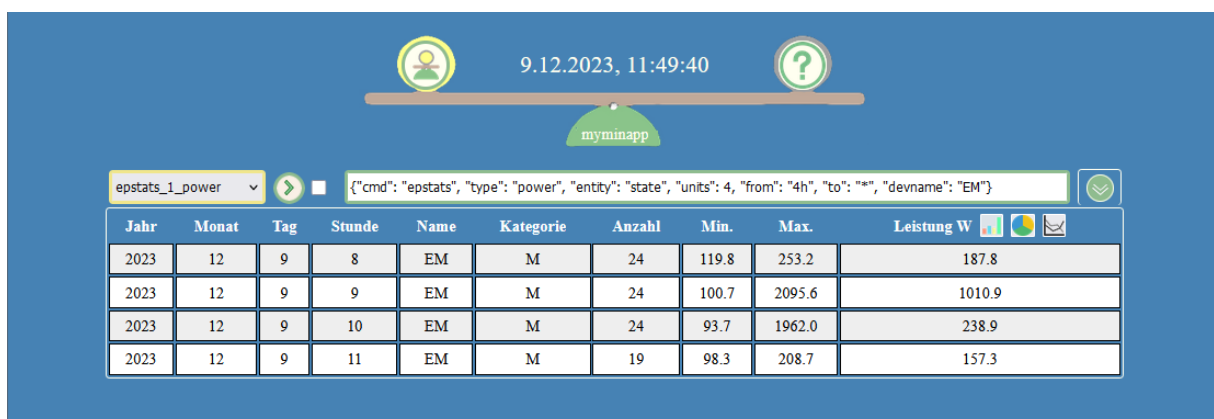 9.12.2023, 11:49:40
?
myminapp
epstats_1_power
{"cmd": "epstats", "type": "power", "entity": "state", "units": 4, "from": "4h", "to": "*", "devname": "EM"}
Jahr Monat Tag Stunde Name Kategorie Anzahl Min. Max. Leistung W
2023 12 9 8 EM M 24 119.8 253.2 187.8
2023 12 9 9 EM M 24 100.7 2095.6 1010.9
2023 12 9 10 EM M 24 93.7 1962.0 238.9
2023 12 9 11 EM M 19 98.3 208.7 157.3